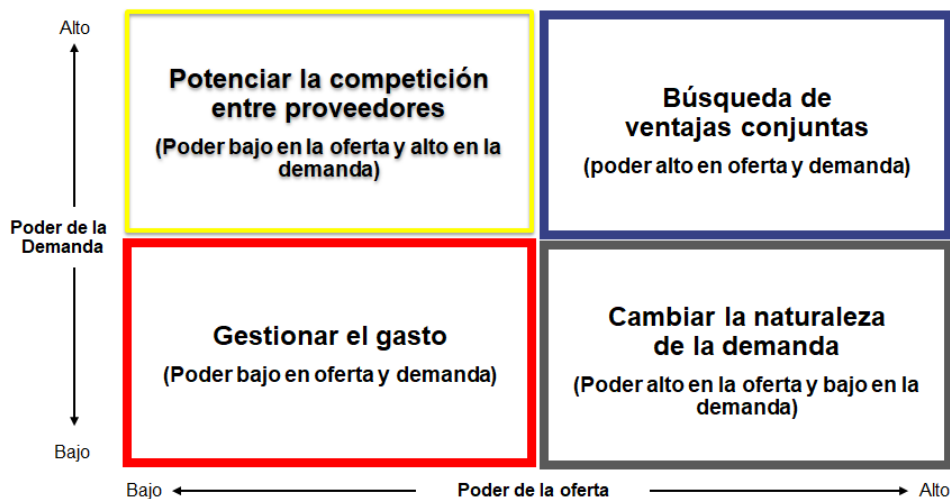 Alto
Potenciar la competición
entre proveedores
(Poder bajo en la oferta y alto en la
demanda)
Búsqueda de
ventajas conjuntas
(poder alto en oferta y demanda)
Poder de la
Demanda
Gestionar el gasto
(Poder bajo en oferta y demanda)
Cambiar la naturaleza
de la demanda
(Poder alto en la oferta y bajo en la
demanda)
Bajo
Bajo
Poder de la oferta
Alto